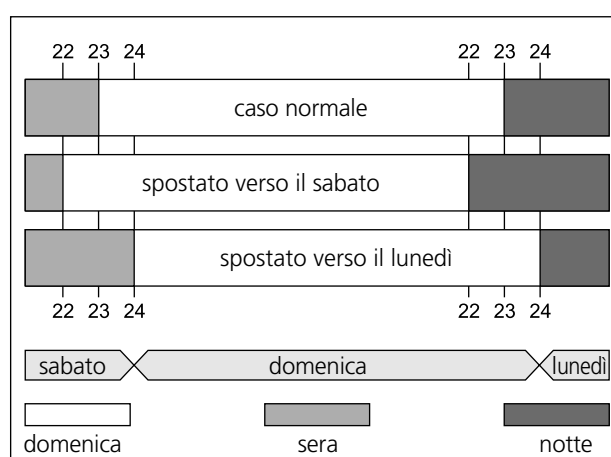 22 23 24 22 23 24
caso normale
spostato verso il sabato
spostato verso il lunedì
22 23 24 22 23 24
sabato domenica lunedì
domenica sera notte